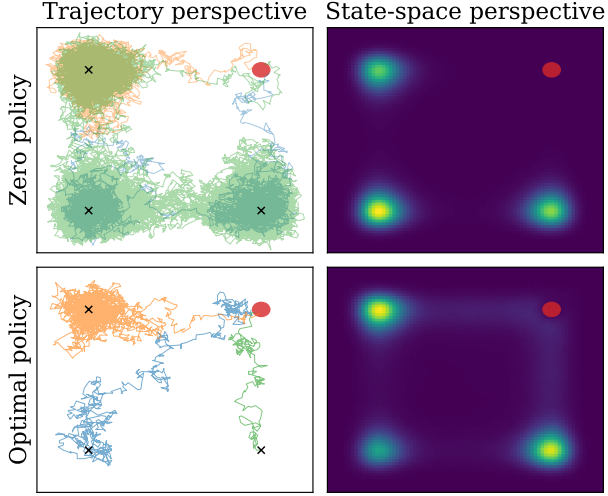 Trajectory perspective
State-space perspective
Zero policy
Optimal policy